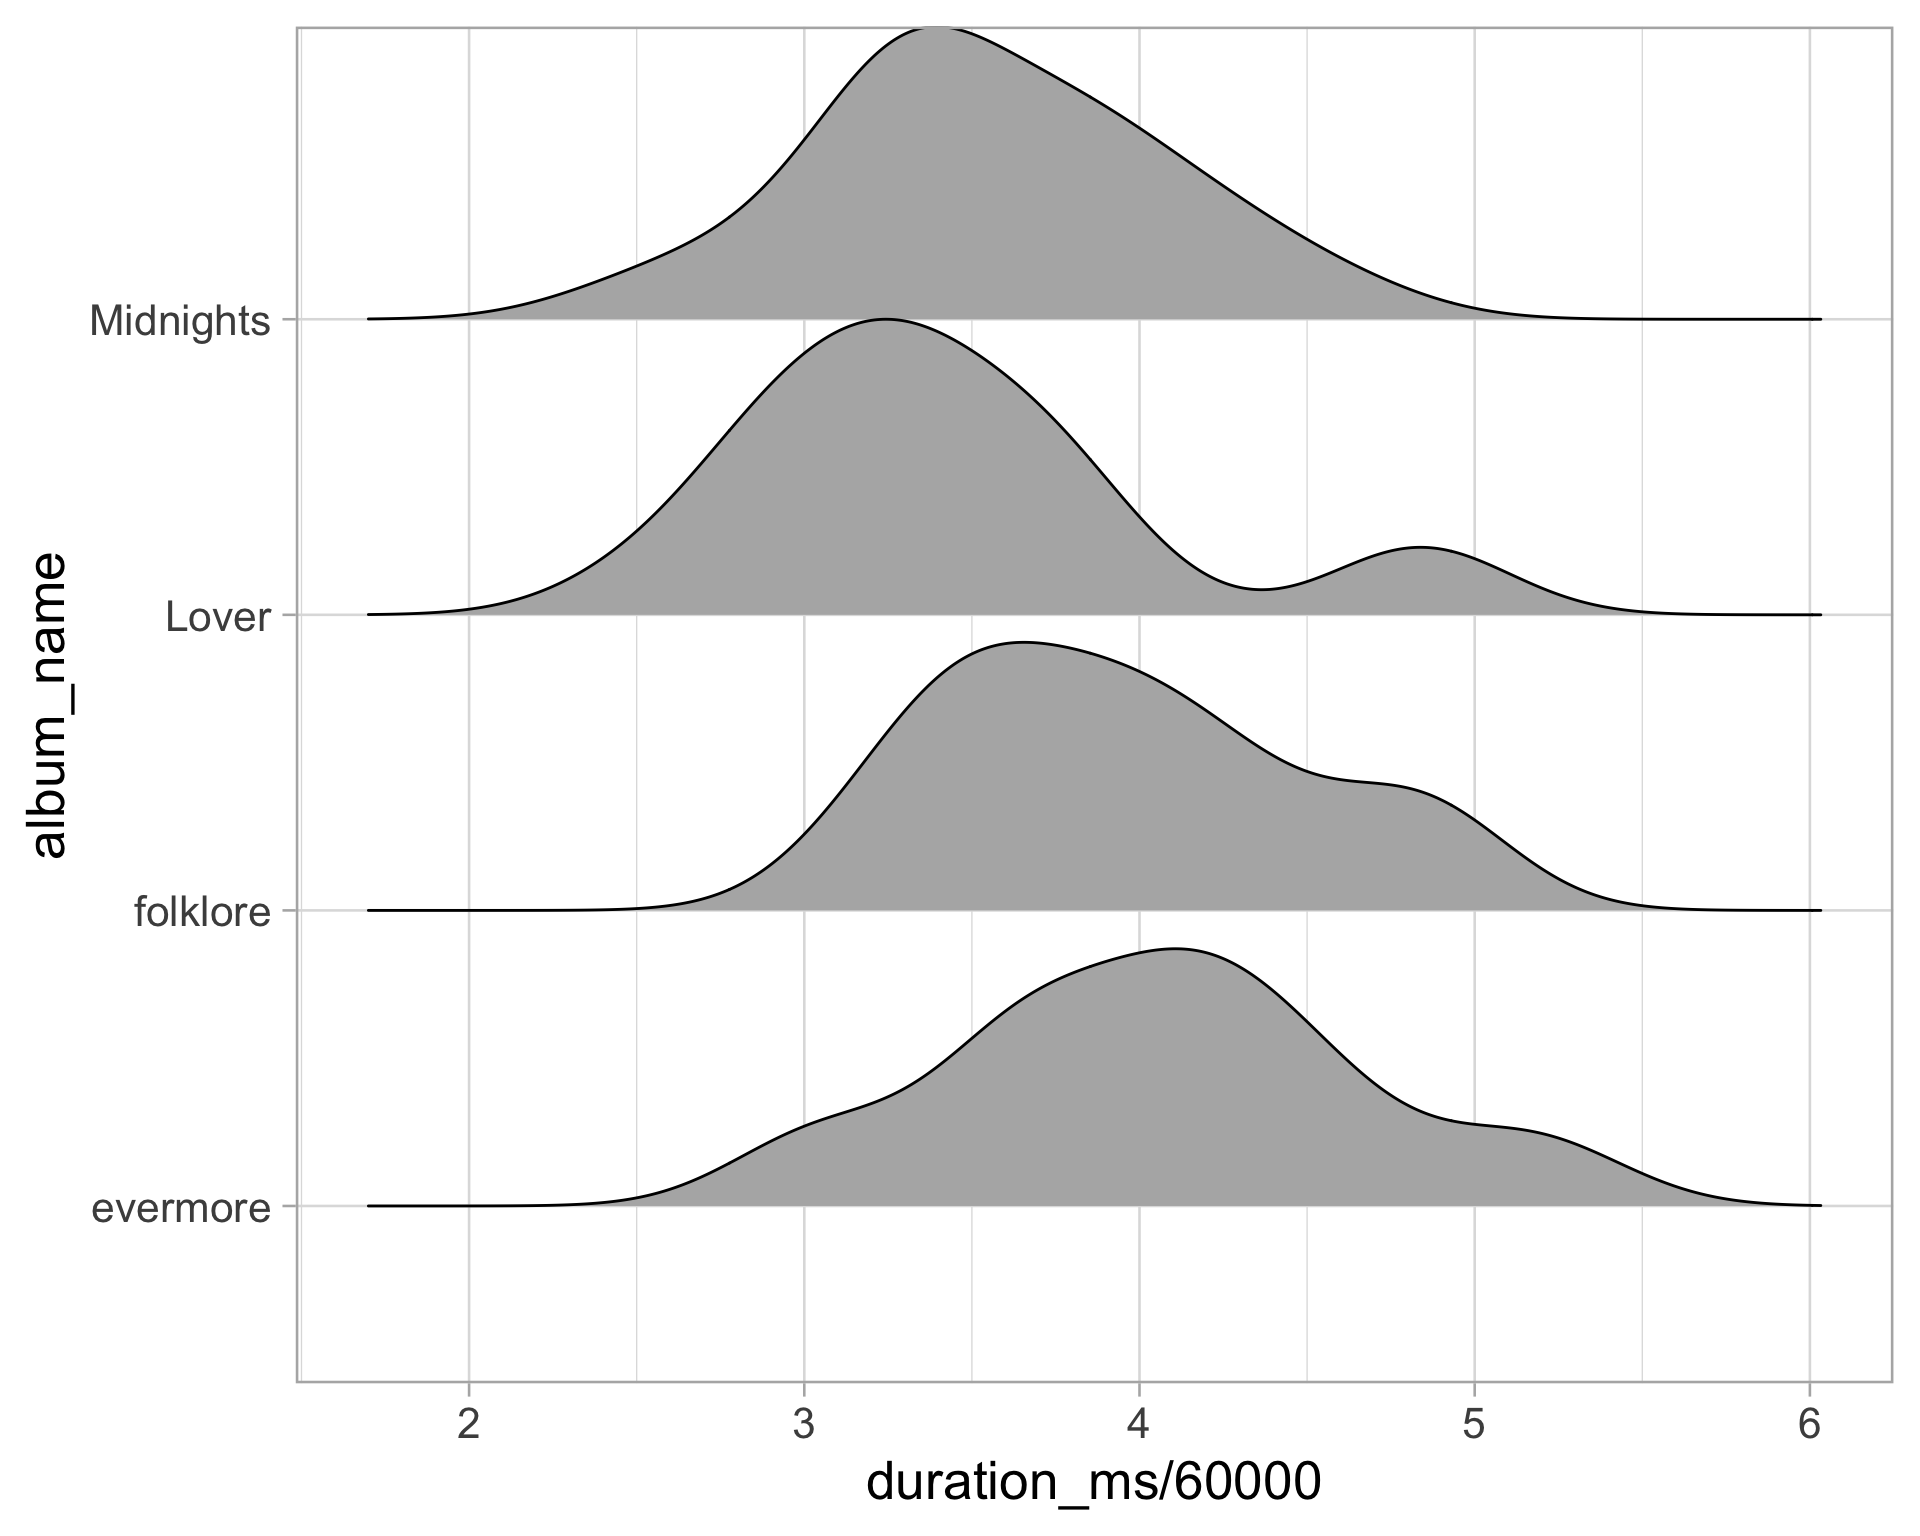 Midnights
Lover
folklore
evermore
album_name
2 3 4 5 6
duration_ms/60000